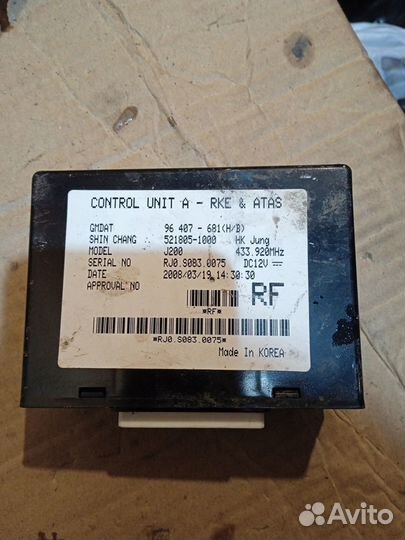 CONTROL UNIT A - RKE & ATAS
GMDAT 96 407 - 681(H/B)
SHIN CHANG 521805-1000 HK Jung
MODEL J200 433.920MHz
SERIAL NO RJ0.S083.0075 DC12V
DATE 2008/03/19 14:30:30
APPROVAL NO
RF
*RF*
*RJ0.S083.0075*
Made In KOREA
Avito